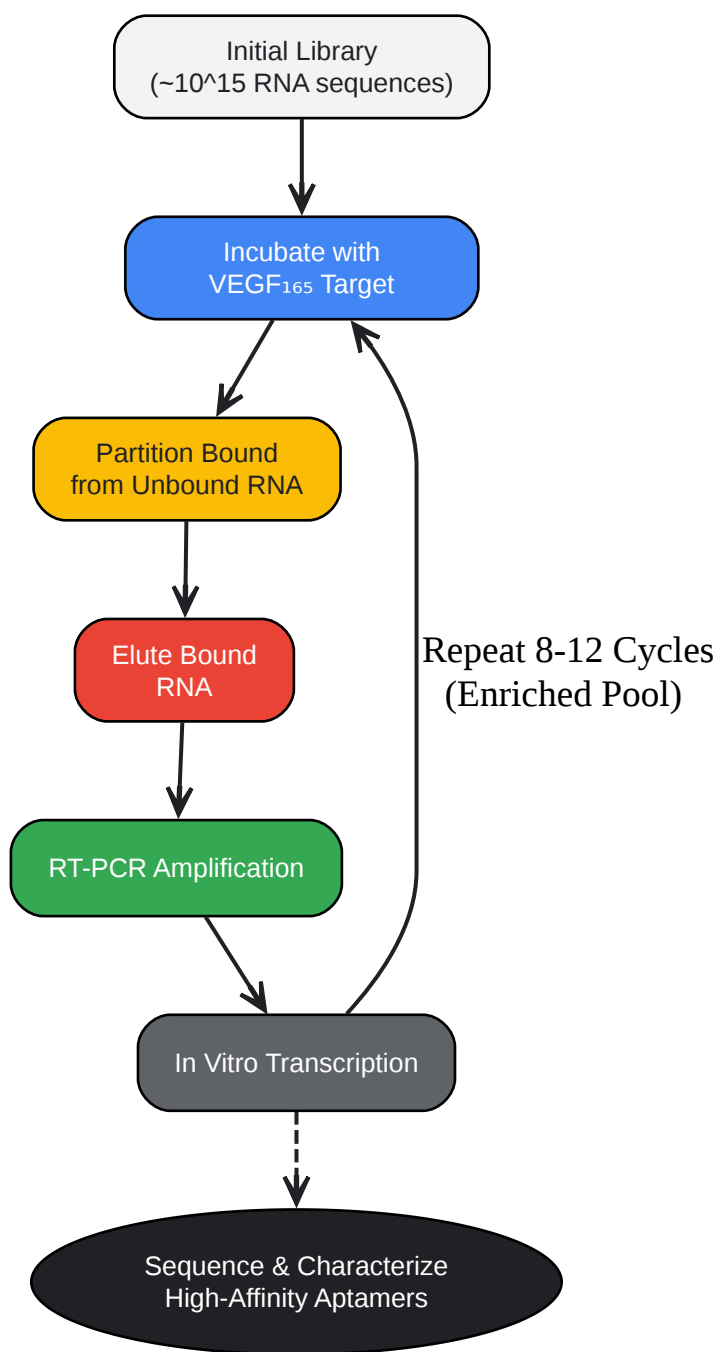 Initial Library
(~10^15 RNA sequences)
Incubate with
VEGF₁₆₅ Target
Partition Bound
from Unbound RNA
Elute Bound
RNA
Repeat 8-12 Cycles
(Enriched Pool)
RT-PCR Amplification
In Vitro Transcription
Sequence & Characterize
High-Affinity Aptamers